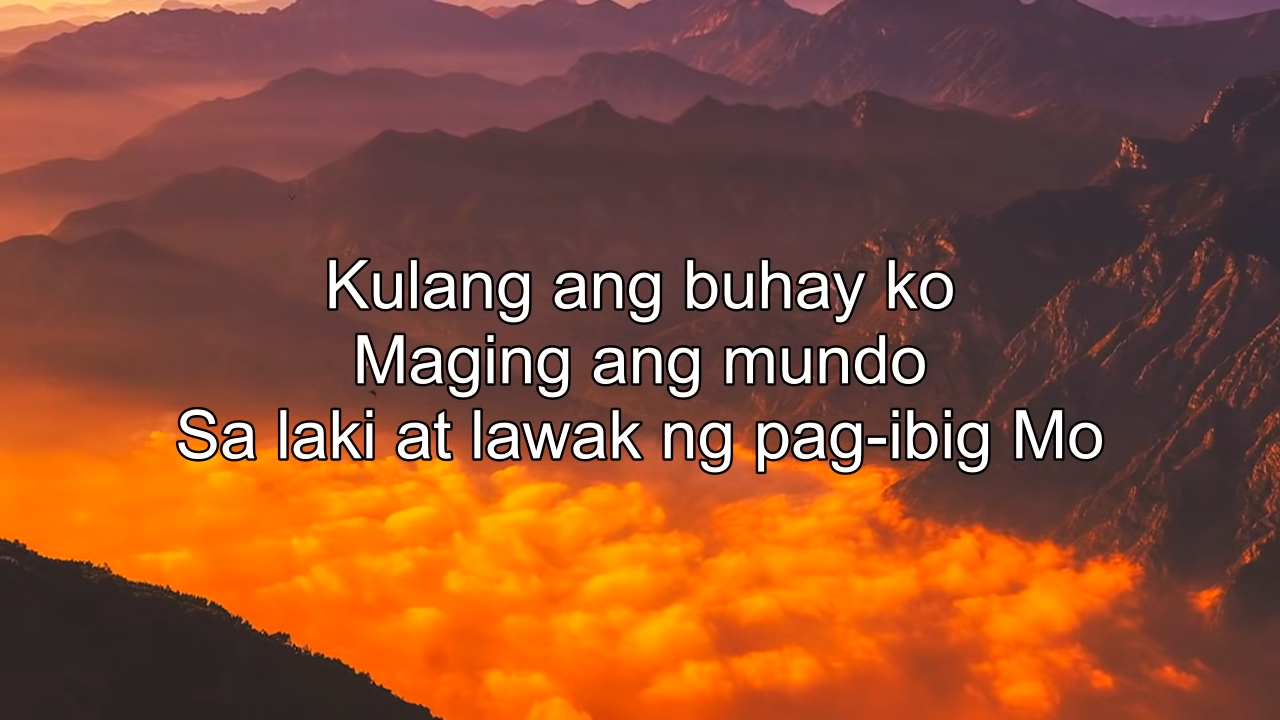 Kulang ang buhay ko
Maging ang mundo
Sa laki at lawak ng pag-ibig Mo